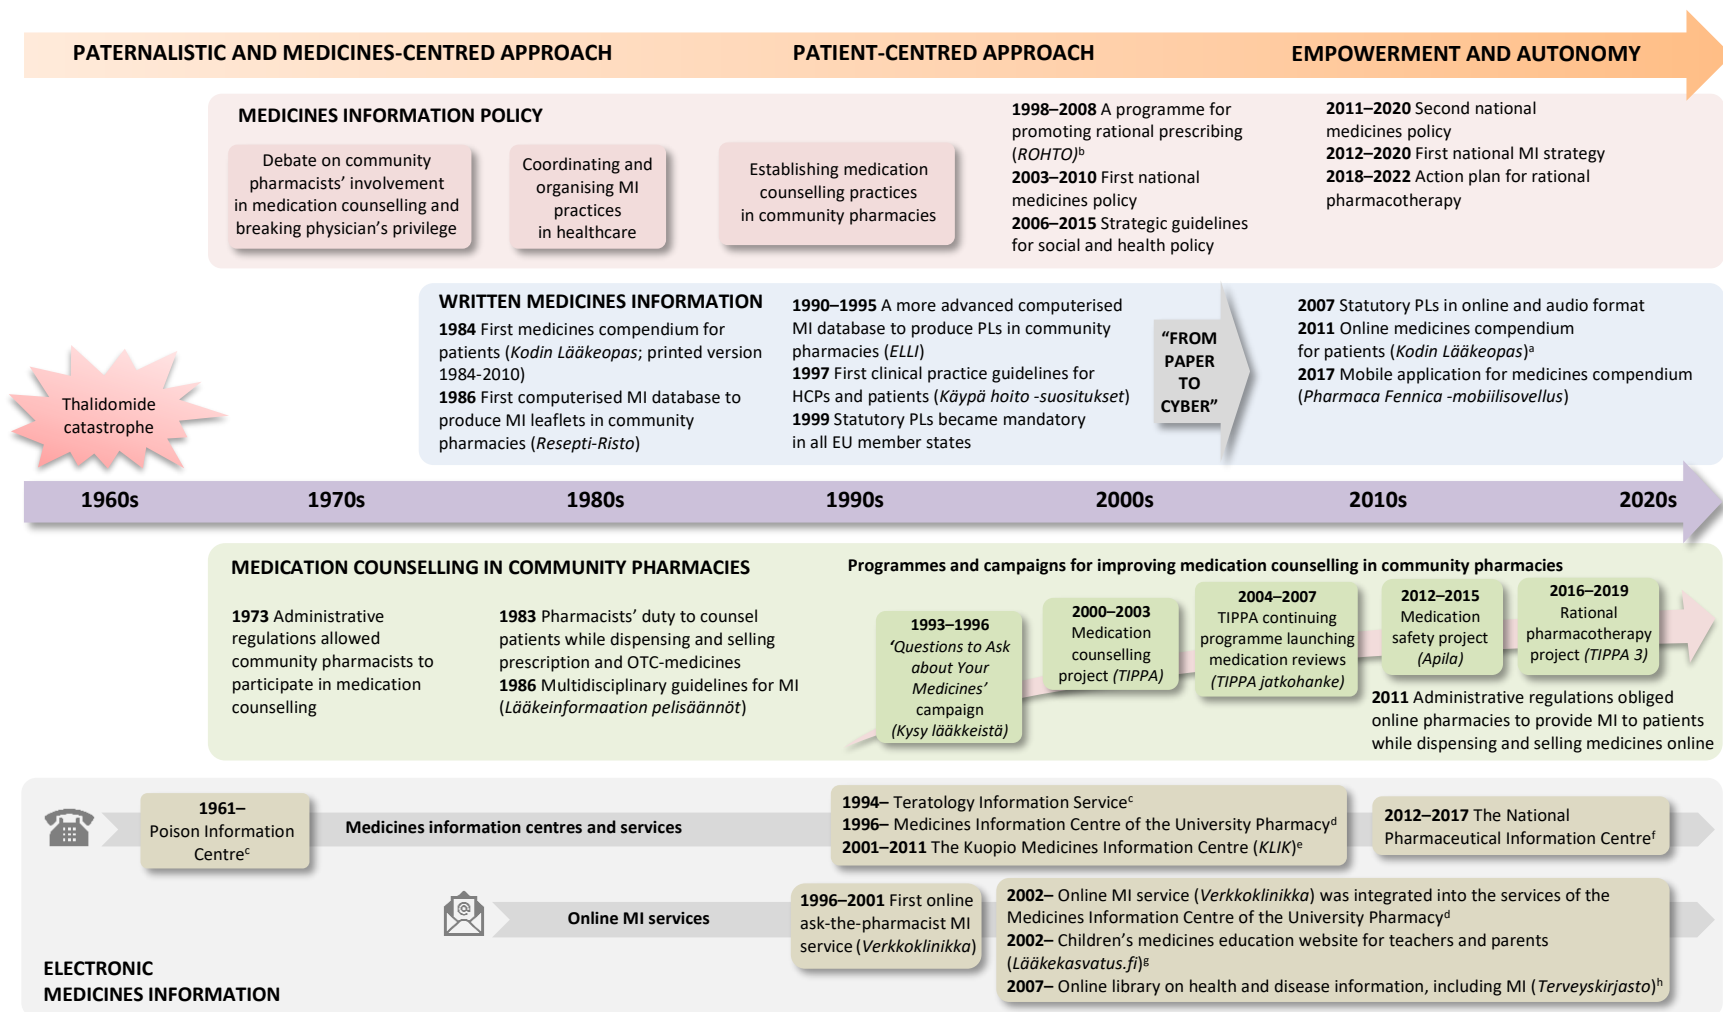 PATERNALISTIC AND MEDICINES-CENTRED APPROACH
PATIENT-CENTRED APPROACH
EMPOWERMENT AND AUTONOMY
MEDICINES INFORMATION POLICY
Debate on community
pharmacists' involvement
in medication counselling and
breaking physician's privilege
Coordinating and
organising MI
practices
in healthcare
Establishing medication
counselling practices
in community pharmacies
1998–2008 A programme for
promoting rational prescribing
(ROHTO)ᵇ
2003–2010 First national
medicines policy
2006–2015 Strategic guidelines
for social and health policy
2011–2020 Second national
medicines policy
2012–2020 First national MI strategy
2018–2022 Action plan for rational
pharmacotherapy
Thalidomide
catastrophe
WRITTEN MEDICINES INFORMATION
1984 First medicines compendium for
patients (Kodin Lääkeopas; printed version
1984-2010)
1986 First computerised MI database to
produce MI leaflets in community
pharmacies (Resepti-Risto)
1990–1995 A more advanced computerised
MI database to produce PLs in community
pharmacies (ELLI)
1997 First clinical practice guidelines for
HCPs and patients (Käypä hoito -suositukset)
1999 Statutory PLs became mandatory
in all EU member states
"FROM
PAPER
TO
CYBER"
2007 Statutory PLs in online and audio format
2011 Online medicines compendium
for patients (Kodin Lääkeopas)ᵃ
2017 Mobile application for medicines compendium
(Pharmaca Fennica -mobiilisovellus)
1960s
1970s
1980s
1990s
2000s
2010s
2020s
MEDICATION COUNSELLING IN COMMUNITY PHARMACIES
1973 Administrative
regulations allowed
community pharmacists to
participate in medication
counselling
1983 Pharmacists' duty to counsel
patients while dispensing and selling
prescription and OTC-medicines
1986 Multidisciplinary guidelines for MI
(Lääkeinformaation pelisäännöt)
Programmes and campaigns for improving medication counselling in community pharmacies
1993–1996
'Questions to Ask
about Your
Medicines'
campaign
(Kysy lääkkeistä)
2000–2003
Medication
counselling
project (TIPPA)
2004–2007
TIPPA continuing
programme launching
medication reviews
(TIPPA jatkohanke)
2012–2015
Medication
safety project
(Apila)
2016–2019
Rational
pharmacotherapy
project (TIPPA 3)
2011 Administrative regulations obliged
online pharmacies to provide MI to patients
while dispensing and selling medicines online
1961–
Poison Information
Centreᶜ
Medicines information centres and services
1994– Teratology Information Serviceᶜ
1996– Medicines Information Centre of the University Pharmacyᵈ
2001–2011 The Kuopio Medicines Information Centre (KLIK)ᵉ
2012–2017 The National
Pharmaceutical Information Centreᶠ
@
Online MI services
1996–2001 First online
ask-the-pharmacist MI
service (Verkkoklinikka)
2002– Online MI service (Verkkoklinikka) was integrated into the services of the
Medicines Information Centre of the University Pharmacyᵈ
2002– Children's medicines education website for teachers and parents
(Lääkekasvatus.fi)ᵍ
2007– Online library on health and disease information, including MI (Terveyskirjasto)ʰ
ELECTRONIC
MEDICINES INFORMATION